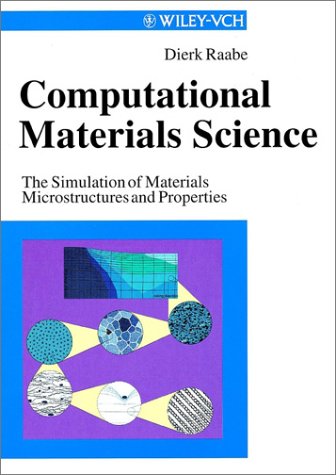 WILEY-VCH
Dierk Raabe
Computational
Materials Science
The Simulation of Materials
Microstructures and Properties